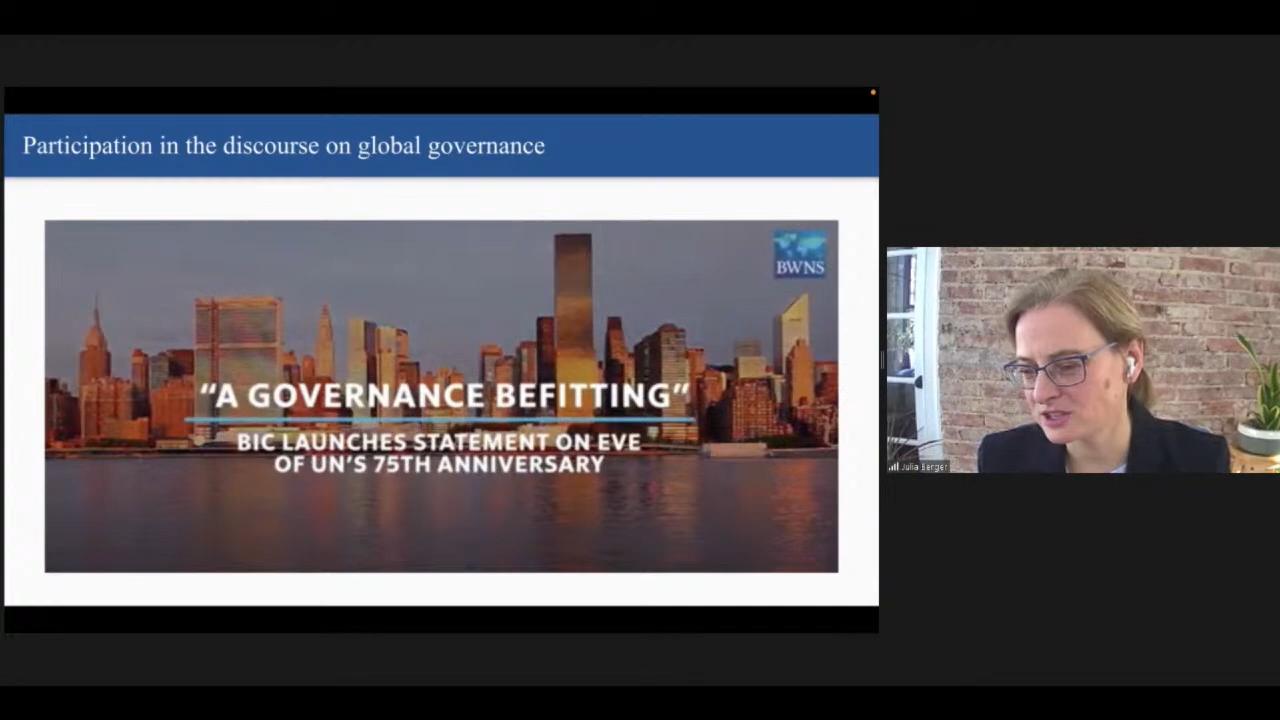 Participation in the discourse on global governance
BWNS
“A GOVERNANCE BEFITTING”
BIC LAUNCHES STATEMENT ON EVE
OF UN'S 75TH ANNIVERSARY
Julia Berger